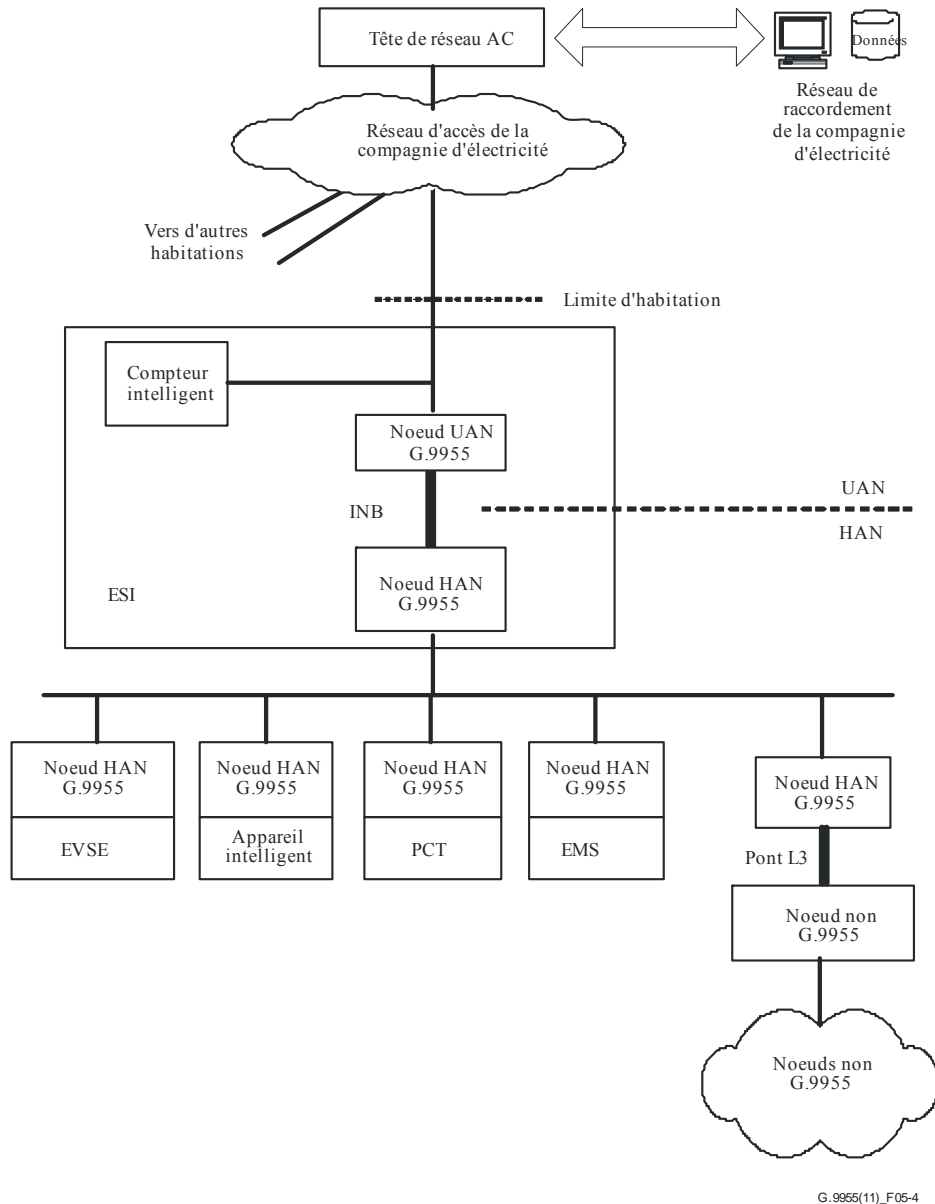 Tête de réseau AC
Données
Réseau de
raccordement
de la compagnie
d'électricité
Réseau d'accès de la
compagnie d'électricité
Vers d'autres
habitations
Limite d'habitation
Compteur
intelligent
Noeud UAN
G.9955
INB
UAN
HAN
Noeud HAN
G.9955
ESI
Noeud HAN
G.9955
EVSE
Noeud HAN
G.9955
Appareil
intelligent
Noeud HAN
G.9955
PCT
Noeud HAN
G.9955
EMS
Noeud HAN
G.9955
Pont L3
Noeud non
G.9955
Noeuds non
G.9955
G.9955(11)_F05-4